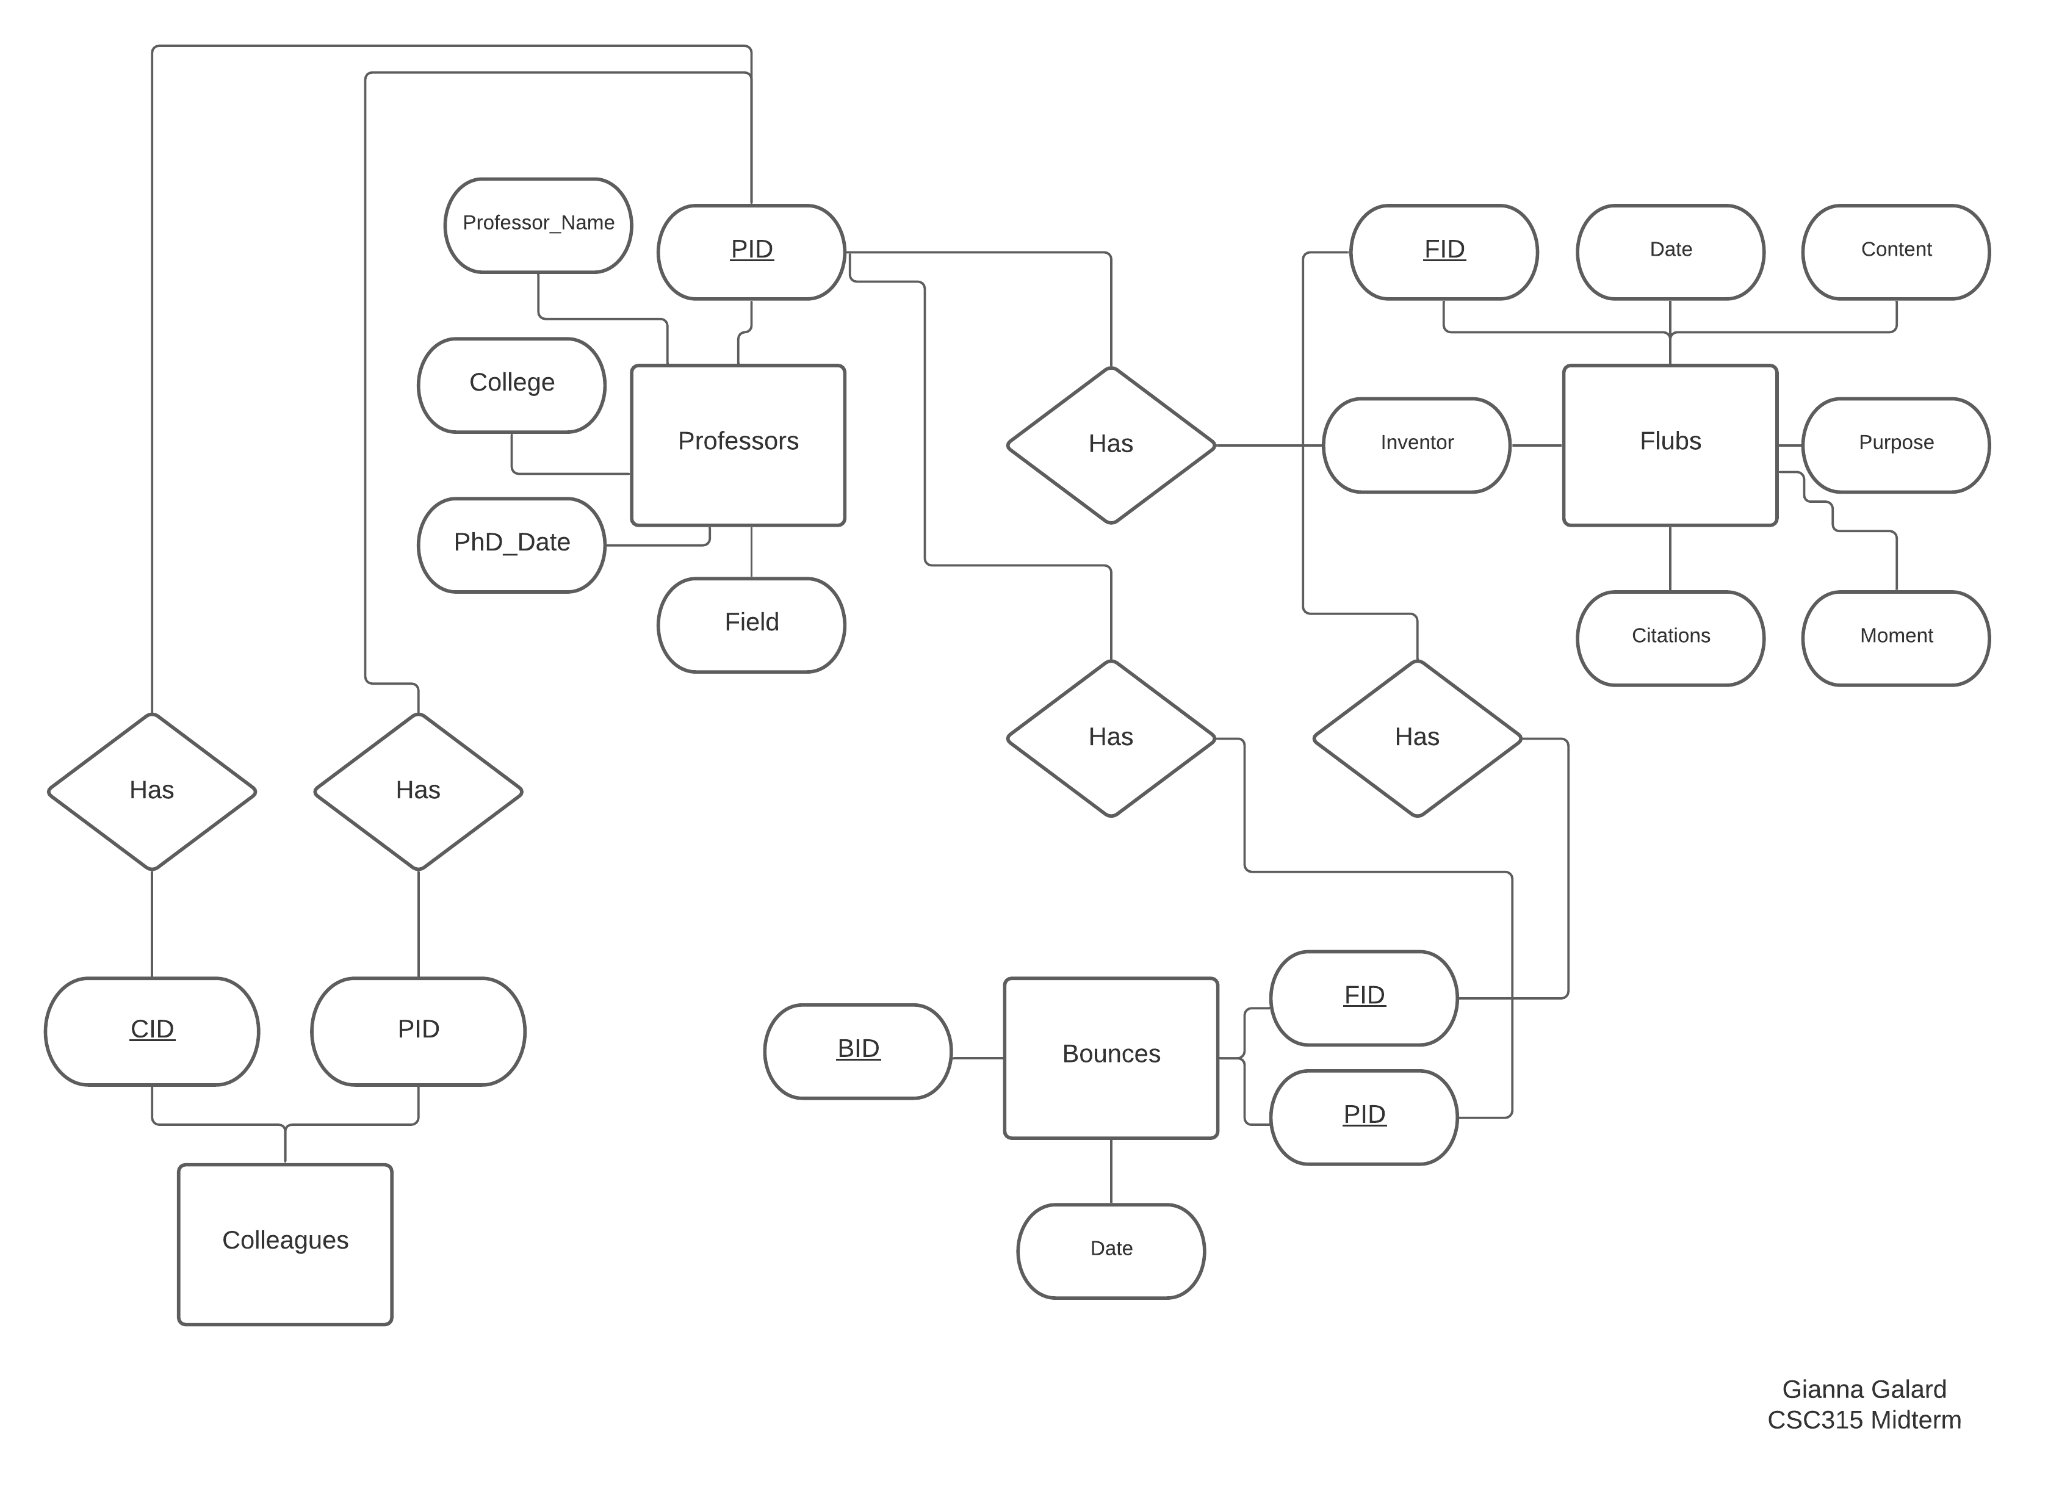 Professor_Name
PID
FID
Date
Content
College
Professors
Has
Inventor
Flubs
Purpose
PhD_Date
Field
Citations
Moment
Has
Has
Has
Has
FID
CID
PID
BID
Bounces
PID
Colleagues
Date
Gianna Galard
CSC315 Midterm